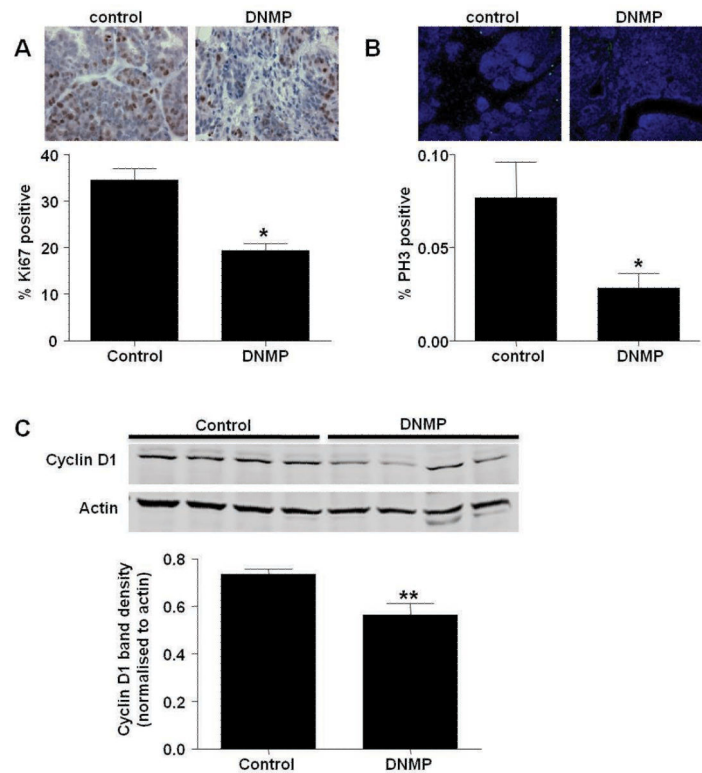 A
control DNMP
% Ki67 positive
40
30
20
10
0
*
Control DNMP
B
control DNMP
% PH3 positive
0.10
0.05
0.00
*
control DNMP
C
Control DNMP
Cyclin D1
Actin
Cyclin D1 band density
(normalised to actin)
0.8
0.6
0.4
0.2
0.0
**
Control DNMP